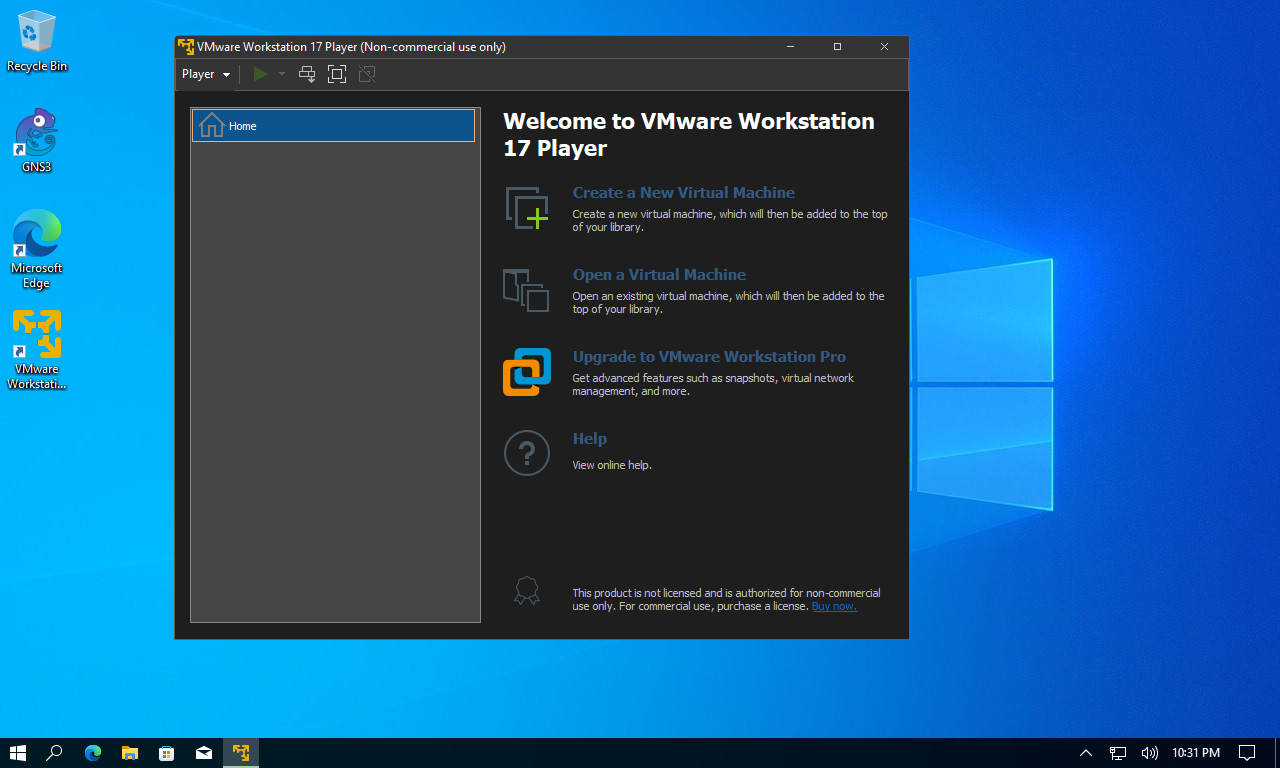 Recycle Bin
GNS3
Microsoft
Edge
VMware
Workstati...
VMware Workstation 17 Player (Non-commercial use only)
Player
Home
Welcome to VMware Workstation
17 Player
Create a New Virtual Machine
Create a new virtual machine, which will then be added to the top
of your library.
Open a Virtual Machine
Open an existing virtual machine, which will then be added to the
top of your library.
Upgrade to VMware Workstation Pro
Get advanced features such as snapshots, virtual network
management, and more.
?
Help
View online help.
This product is not licensed and is authorized for non-commercial
use only. For commercial use, purchase a license. Buy now.
10:31 PM